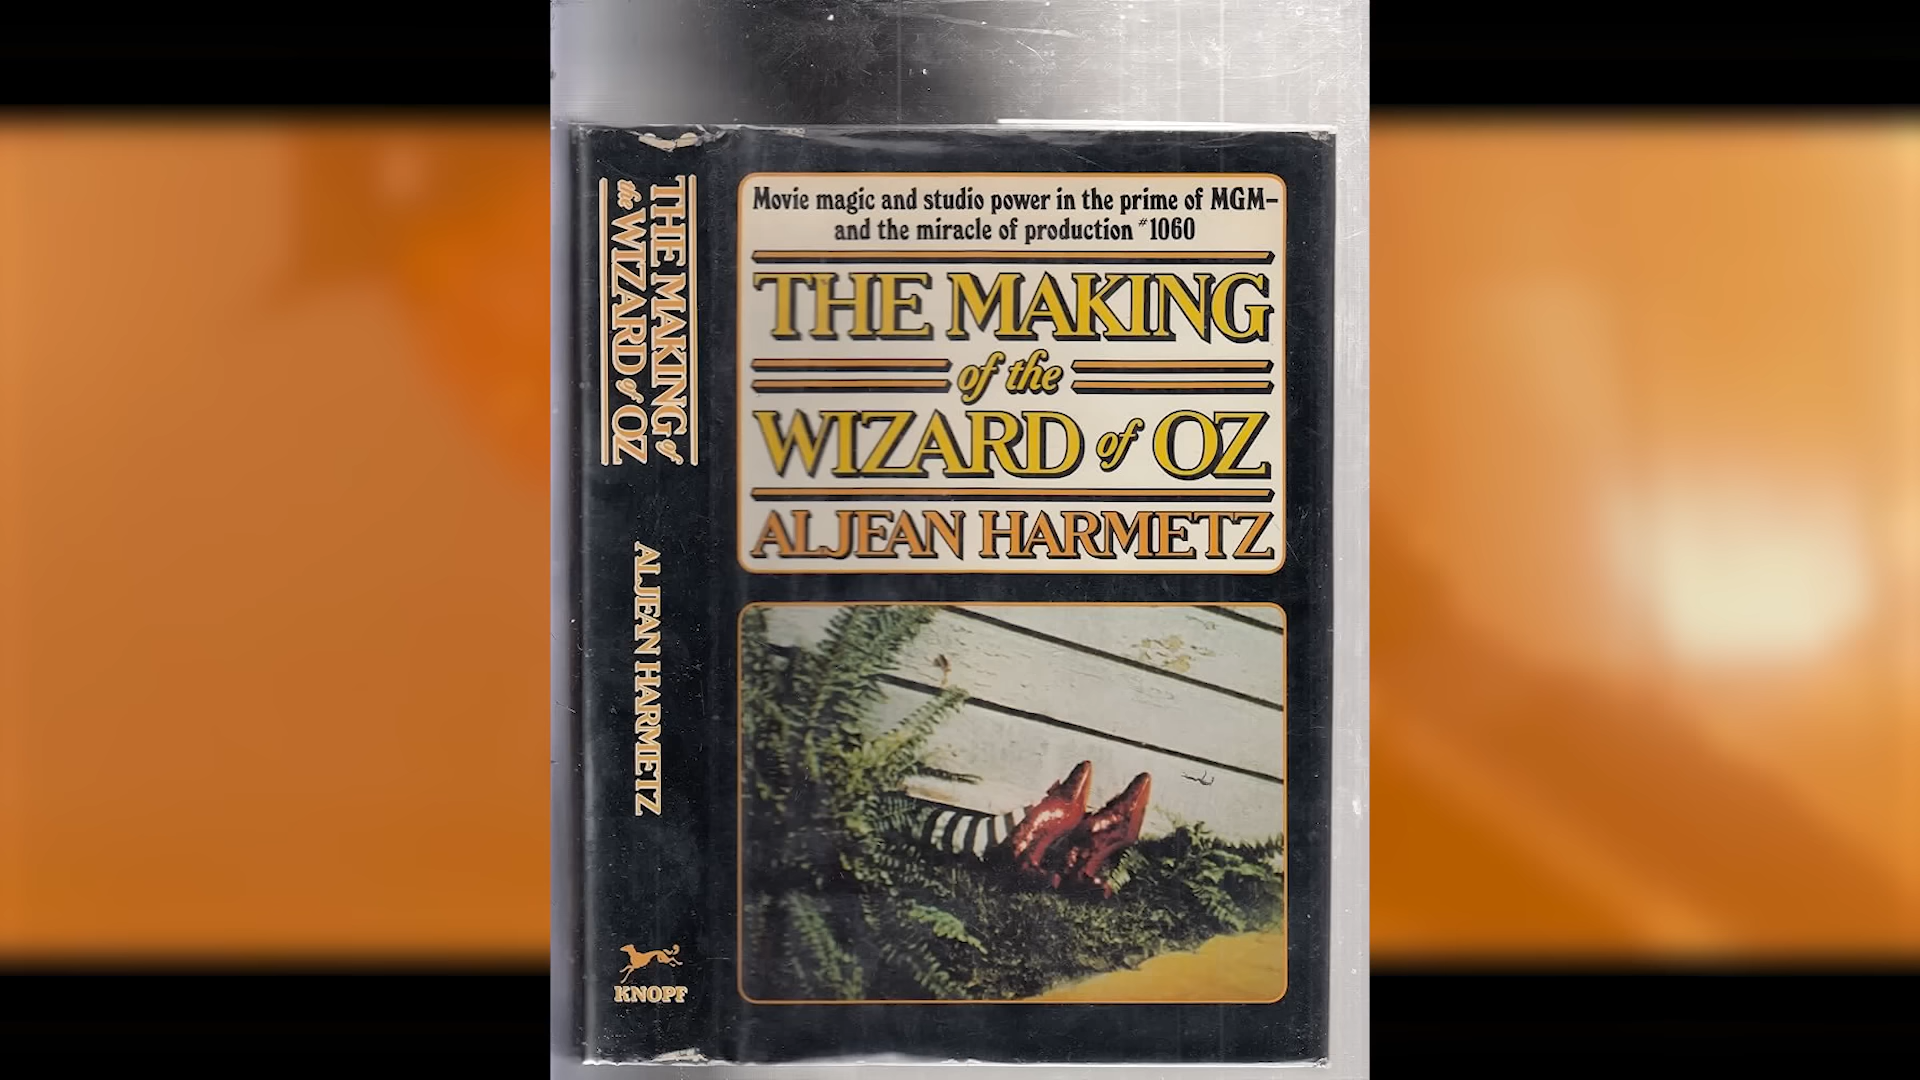 THE MAKING of
the WIZARD of OZ
ALJEAN HARMETZ
KNOPF
Movie magic and studio power in the prime of MGM–
and the miracle of production #1060
THE MAKING
of the
WIZARD of OZ
ALJEAN HARMETZ